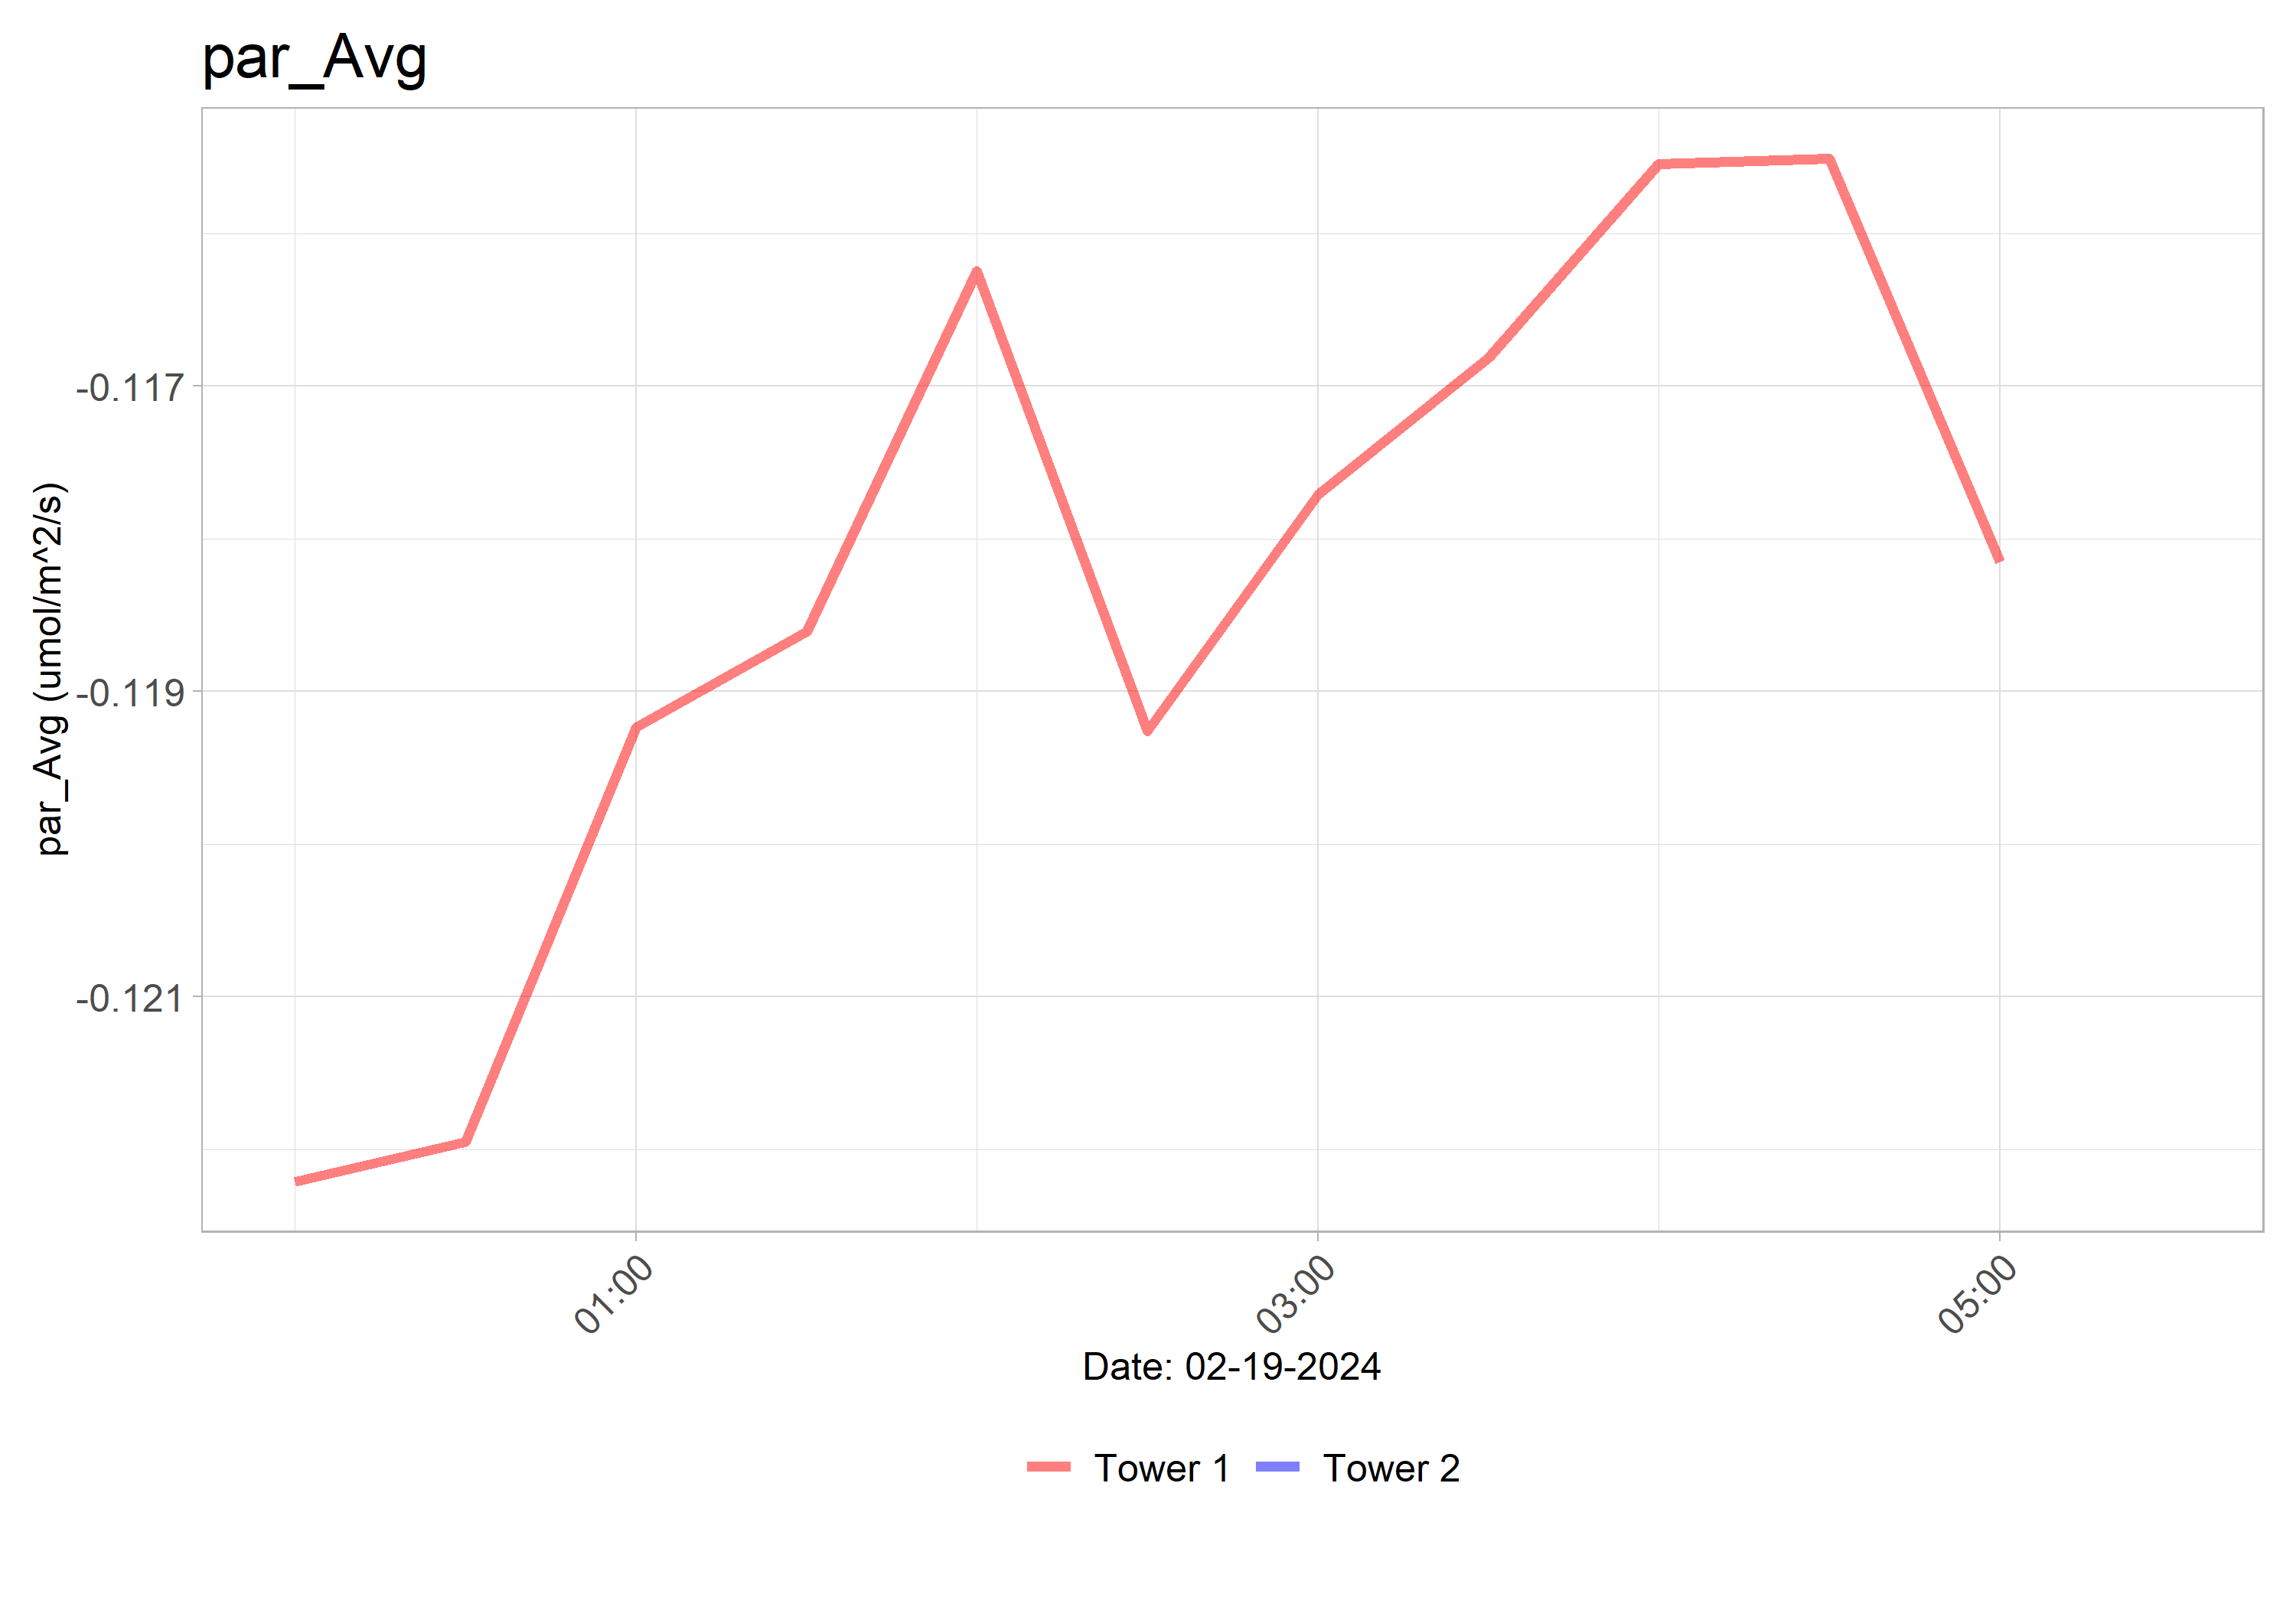 par_Avg
par_Avg (umol/m^2/s)
-0.117
-0.119
-0.121
01:00 03:00 05:00
Date: 02-19-2024
Tower 1 Tower 2